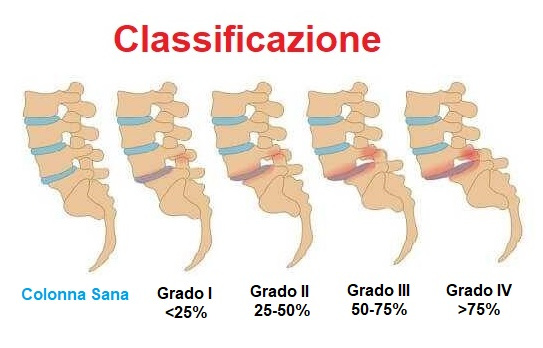 Classificazione
Colonna Sana
Grado I
<25%
Grado II
25-50%
Grado III
50-75%
Grado IV
>75%